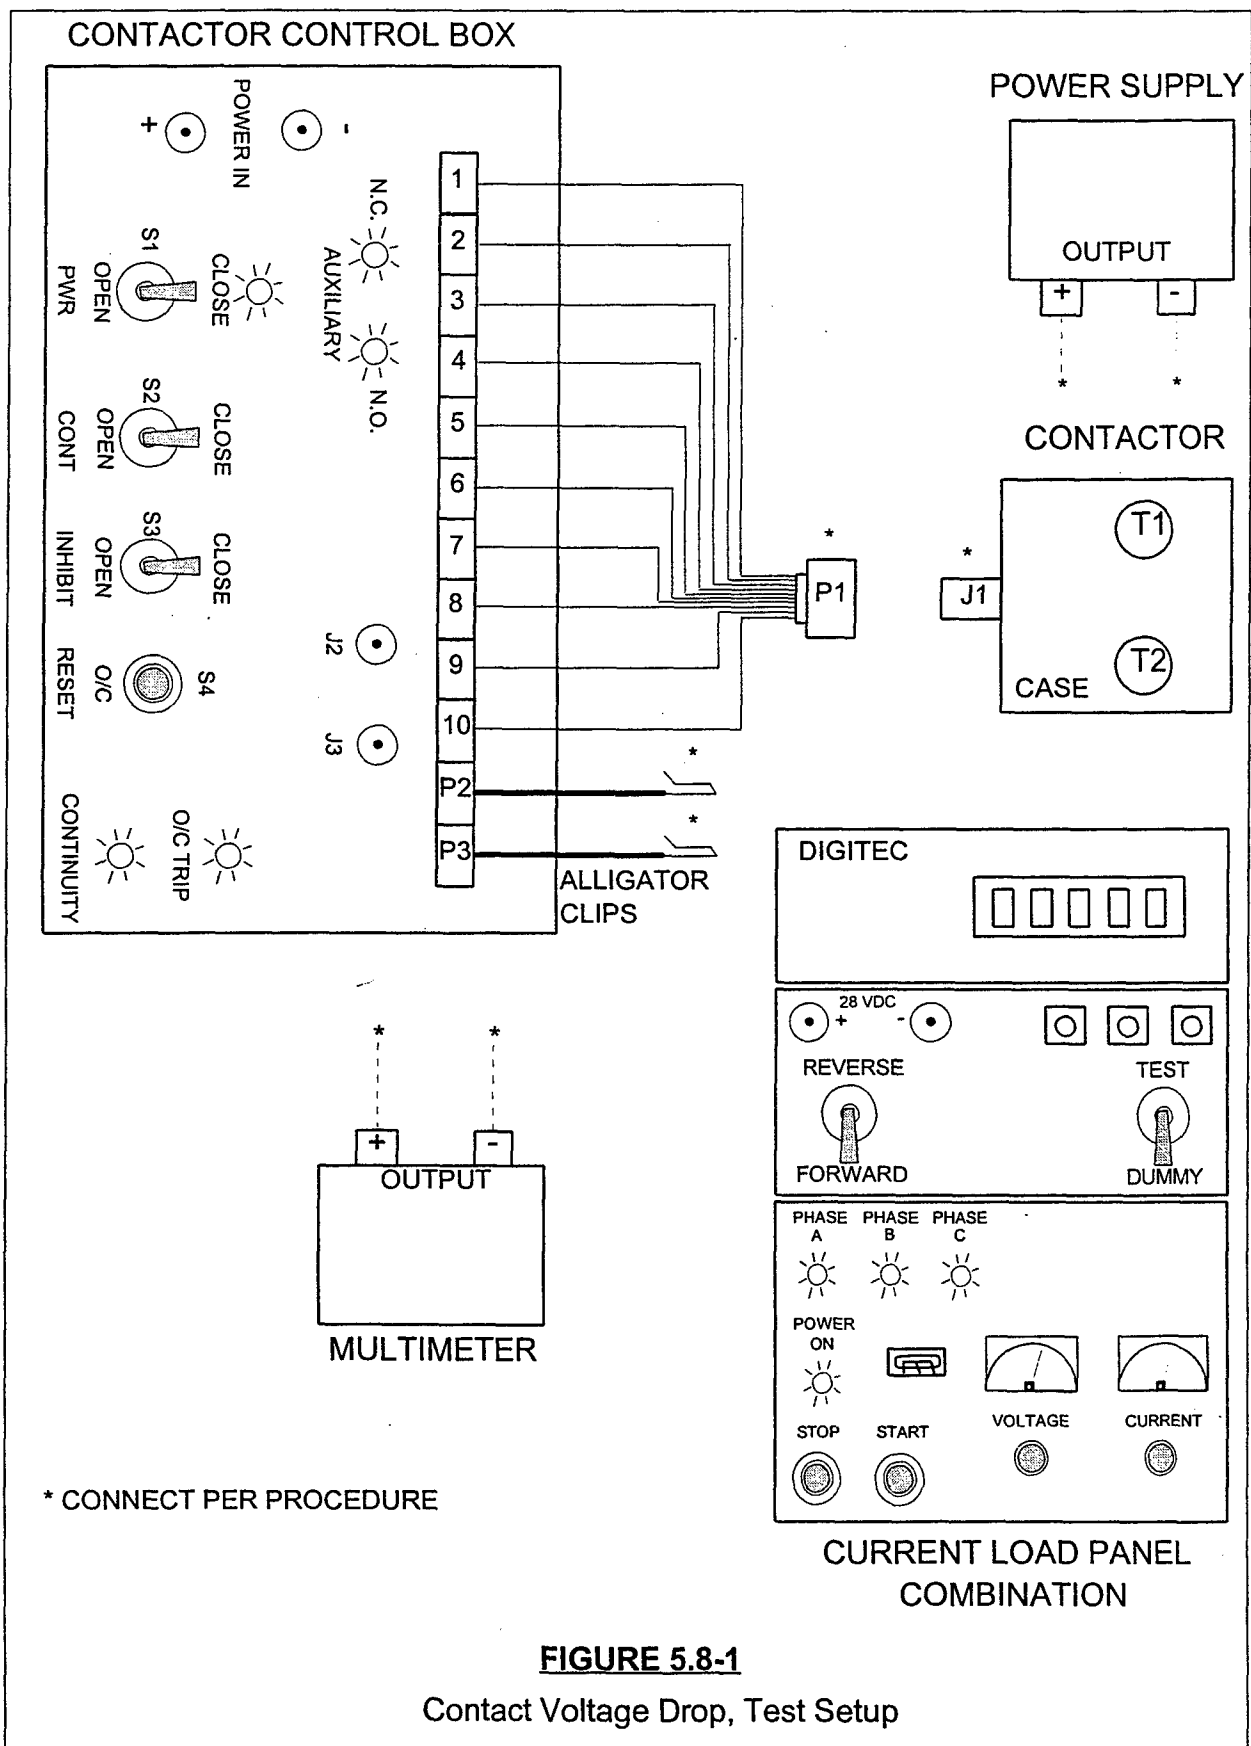 CONTACTOR CONTROL BOX
POWER IN
+
-
N.C.
AUXILIARY
N.O.
S1
CLOSE
OPEN
PWR
S2
CLOSE
OPEN
CONT
S3
CLOSE
OPEN
INHIBIT
S4
O/C
RESET
J2
J3
O/C TRIP
CONTINUITY
1
2
3
4
5
6
7
8
9
10
P2
P3
*
*
ALLIGATOR
CLIPS
*
P1
POWER SUPPLY
OUTPUT
+ -
* *
CONTACTOR
*
J1
T1
T2
CASE
DIGITEC
28 VDC
+ -
REVERSE
FORWARD
TEST
DUMMY
PHASE A
PHASE B
PHASE C
POWER
ON
STOP
START
VOLTAGE
CURRENT
CURRENT LOAD PANEL
COMBINATION
* *
+ -
OUTPUT
MULTIMETER
* CONNECT PER PROCEDURE
FIGURE 5.8-1
Contact Voltage Drop, Test Setup